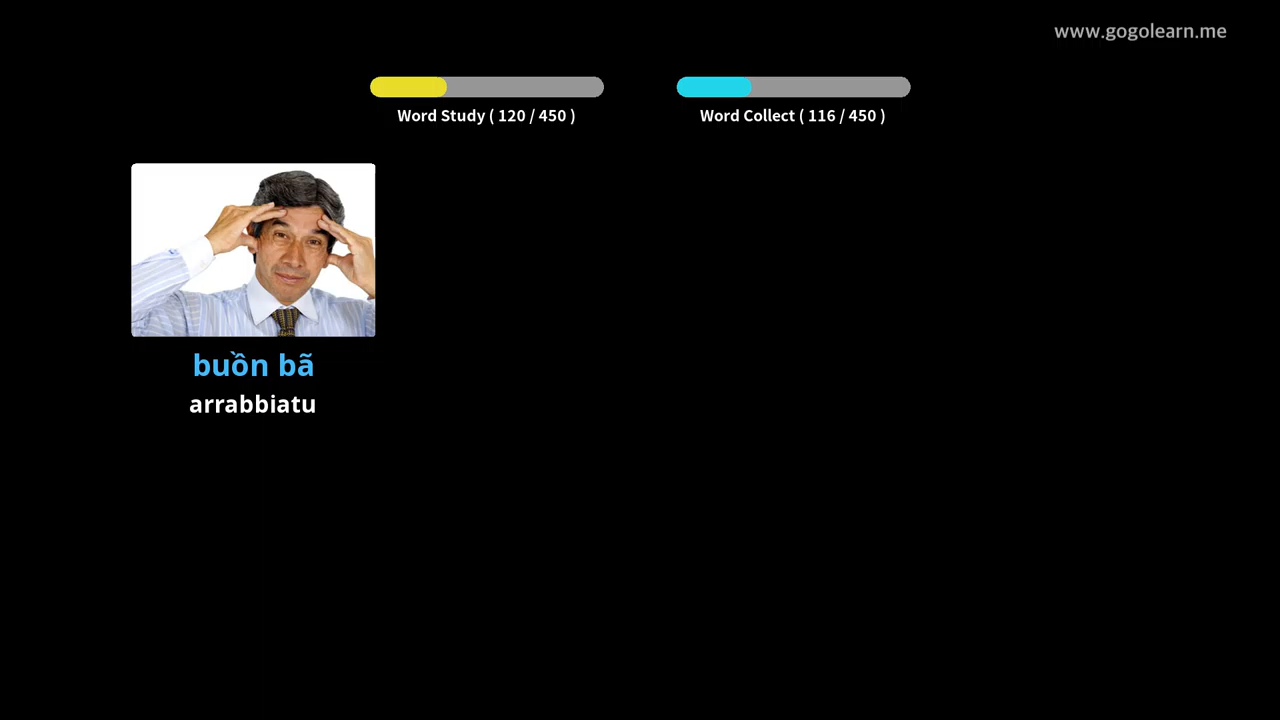 www.gogolearn.me
Word Study ( 120 / 450 )
Word Collect ( 116 / 450 )
buồn bã
arrabbiatu